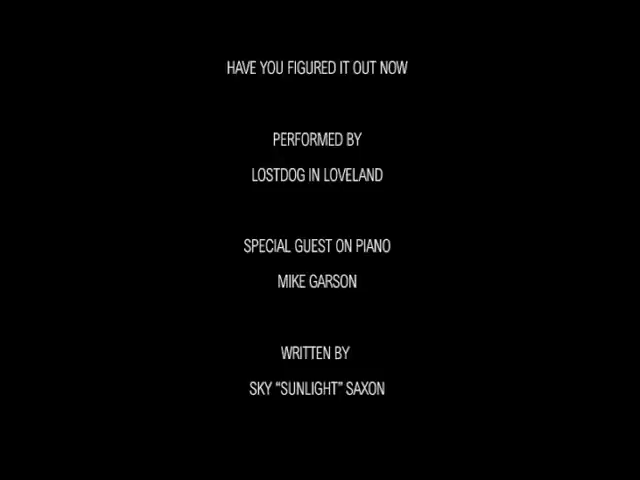 HAVE YOU FIGURED IT OUT NOW
PERFORMED BY
LOSTDOG IN LOVELAND
SPECIAL GUEST ON PIANO
MIKE GARSON
WRITTEN BY
SKY “SUNLIGHT” SAXON